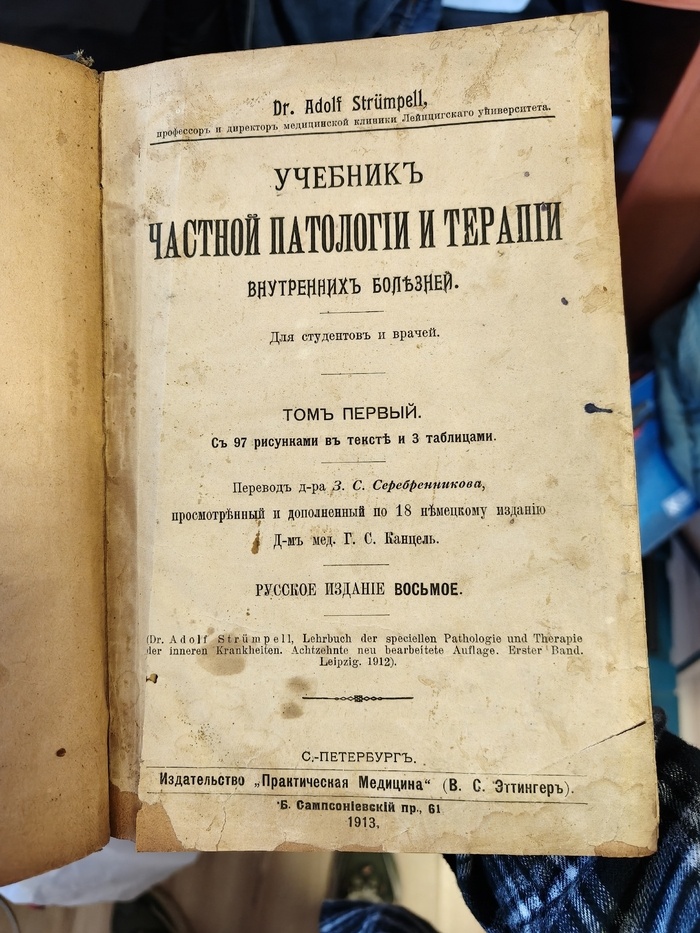 Dr. Adolf Strümpell,
профессоръ и директоръ медицинской клиники Лейпцигскаго университета.
УЧЕБНИКЪ
ЧАСТНОЙ ПАТОЛОГІИ И ТЕРАПІИ
ВНУТРЕННИХЪ БОЛѢЗНЕЙ.
Для студентовъ и врачей.
ТОМЪ ПЕРВЫЙ.
Съ 97 рисунками въ текстѣ и 3 таблицами.
Переводъ д-ра З. С. Серебренникова,
просмотрѣнный и дополненный по 18 нѣмецкому изданію
Д-мъ мед. Г. С. Канцель.
РУССКОЕ ИЗДАНІЕ ВОСЬМОЕ.
(Dr. Adolf Strümpell, Lehrbuch der speciellen Pathologie und Therapie
der inneren Krankheiten. Achtzehnte neu bearbeitete Auflage. Erster Band.
Leipzig. 1912).
С.-ПЕТЕРБУРГЪ.
Издательство „Практическая Медицина“ (В. С. Эттингеръ).
Б. Сампсоніевскій пр., 61
1913.